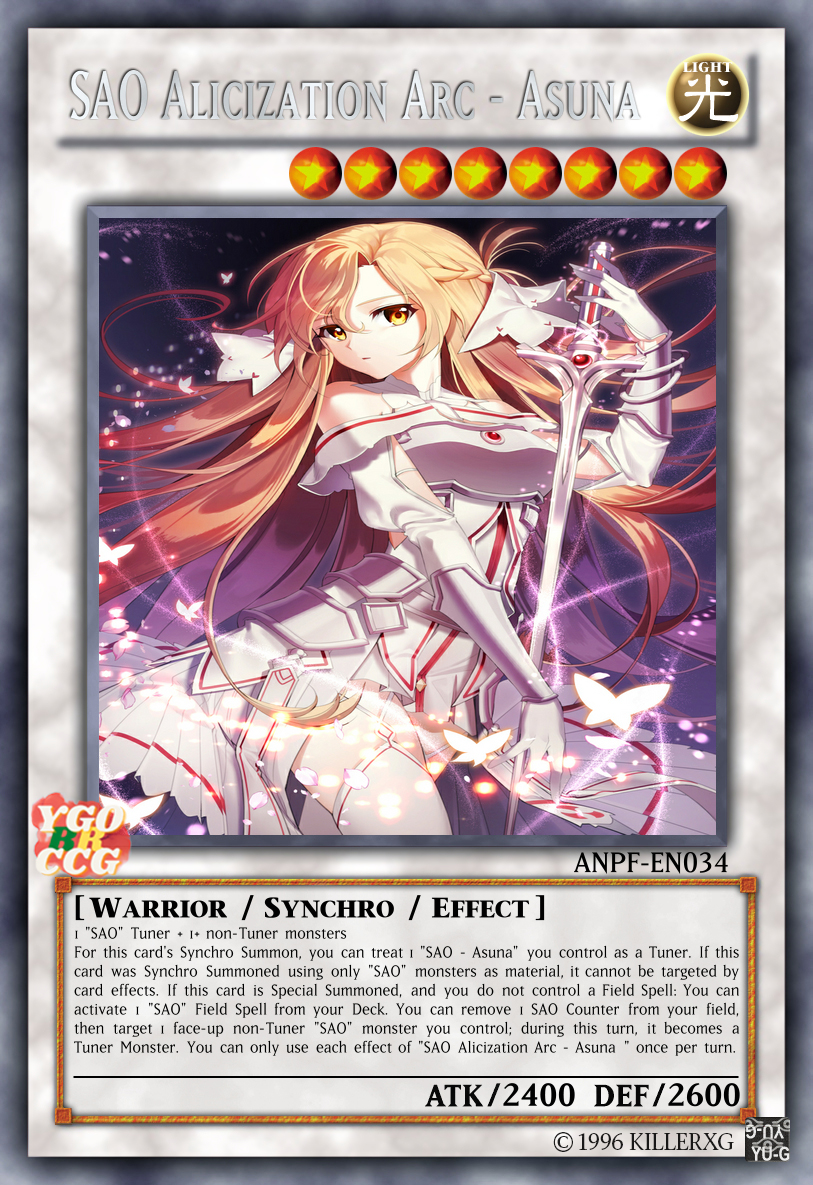 SAO Alicization Arc - Asuna
LIGHT
光
YGO
RR
CCG
ANPF-EN034
[ Warrior / Synchro / Effect ]
1 "SAO" Tuner + 1+ non-Tuner monsters
For this card's Synchro Summon, you can treat 1 "SAO - Asuna" you control as a Tuner. If this
card was Synchro Summoned using only "SAO" monsters as material, it cannot be targeted by
card effects. If this card is Special Summoned, and you do not control a Field Spell: You can
activate 1 "SAO" Field Spell from your Deck. You can remove 1 SAO Counter from your field,
then target 1 face-up non-Tuner "SAO" monster you control; during this turn, it becomes a
Tuner Monster. You can only use each effect of "SAO Alicization Arc - Asuna " once per turn.
ATK/2400 DEF/2600
© 1996 KILLERXG
YU-G
YU-G